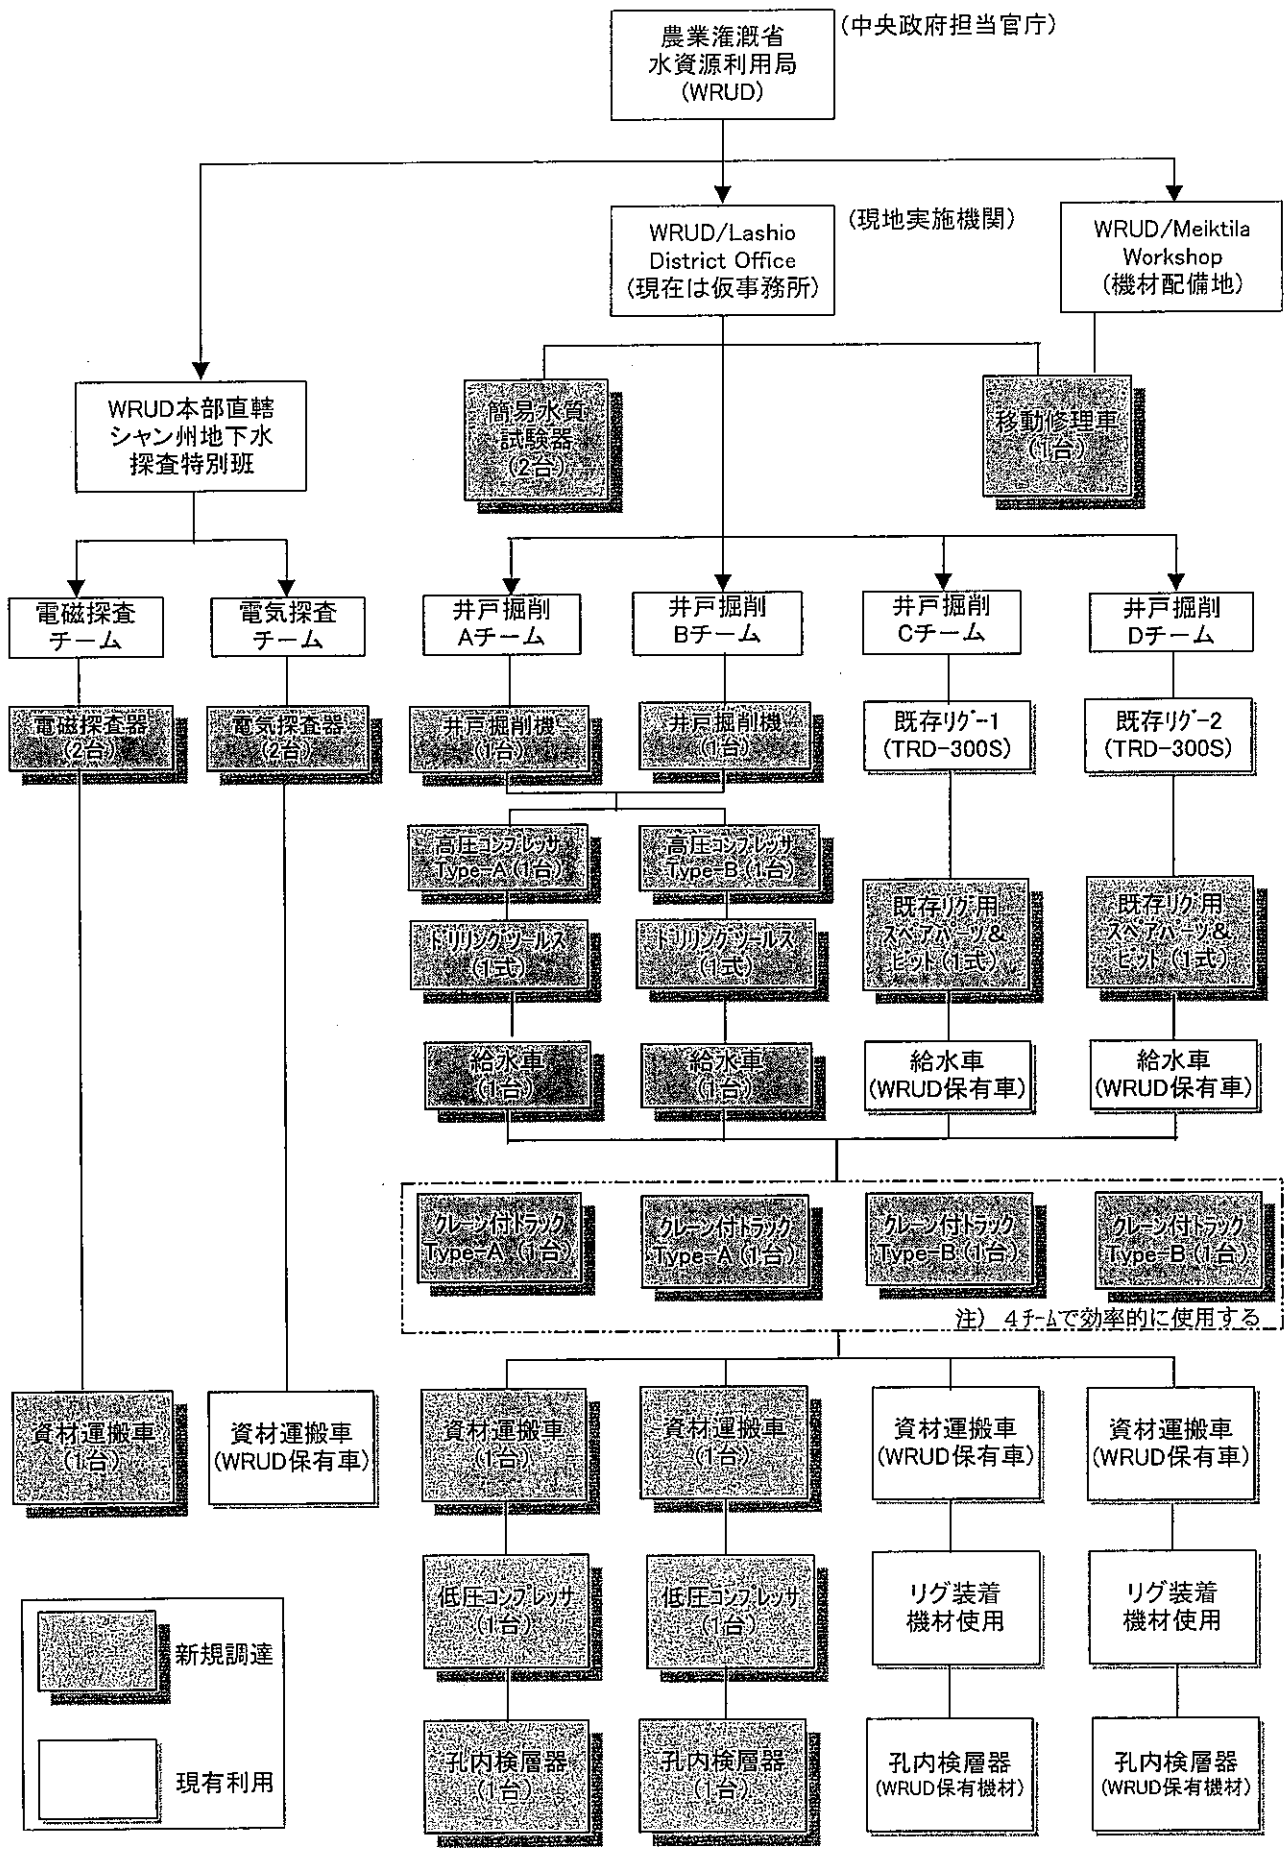 農業潅漑省
水資源利用局
(WRUD)
(中央政府担当官庁)
WRUD/Lashio
District Office
(現在は仮事務所)
(現地実施機関)
WRUD/Meiktila
Workshop
(機材配備地)
WRUD本部直轄
シャン州地下水
探査特別班
簡易水質
試験器
(2台)
移動修理車
(1台)
電磁探査
チーム
電気探査
チーム
井戸掘削
Aチーム
井戸掘削
Bチーム
井戸掘削
Cチーム
井戸掘削
Dチーム
電磁探査器
(2台)
電気探査器
(2台)
井戸掘削機
(1台)
井戸掘削機
(1台)
既存リグ-1
(TRD-300S)
既存リグ-2
(TRD-300S)
高圧コンプレッサ
Type-A (1台)
高圧コンプレッサ
Type-B (1台)
ドリリングツールス
(1式)
ドリリングツールス
(1式)
既存リグ用
スペアパーツ&
ビット(1式)
既存リグ用
スペアパーツ&
ビット(1式)
給水車
(1台)
給水車
(1台)
給水車
(WRUD保有車)
給水車
(WRUD保有車)
クレーン付トラック
Type-A (1台)
クレーン付トラック
Type-A (1台)
クレーン付トラック
Type-B (1台)
クレーン付トラック
Type-B (1台)
注) 4チームで効率的に使用する
資材運搬車
(1台)
資材運搬車
(WRUD保有車)
資材運搬車
(1台)
資材運搬車
(1台)
資材運搬車
(WRUD保有車)
資材運搬車
(WRUD保有車)
低圧コンプレッサ
(1台)
低圧コンプレッサ
(1台)
リグ装着
機材使用
リグ装着
機材使用
孔内検層器
(1台)
孔内検層器
(1台)
孔内検層器
(WRUD保有機材)
孔内検層器
(WRUD保有機材)
新規調達
現有利用